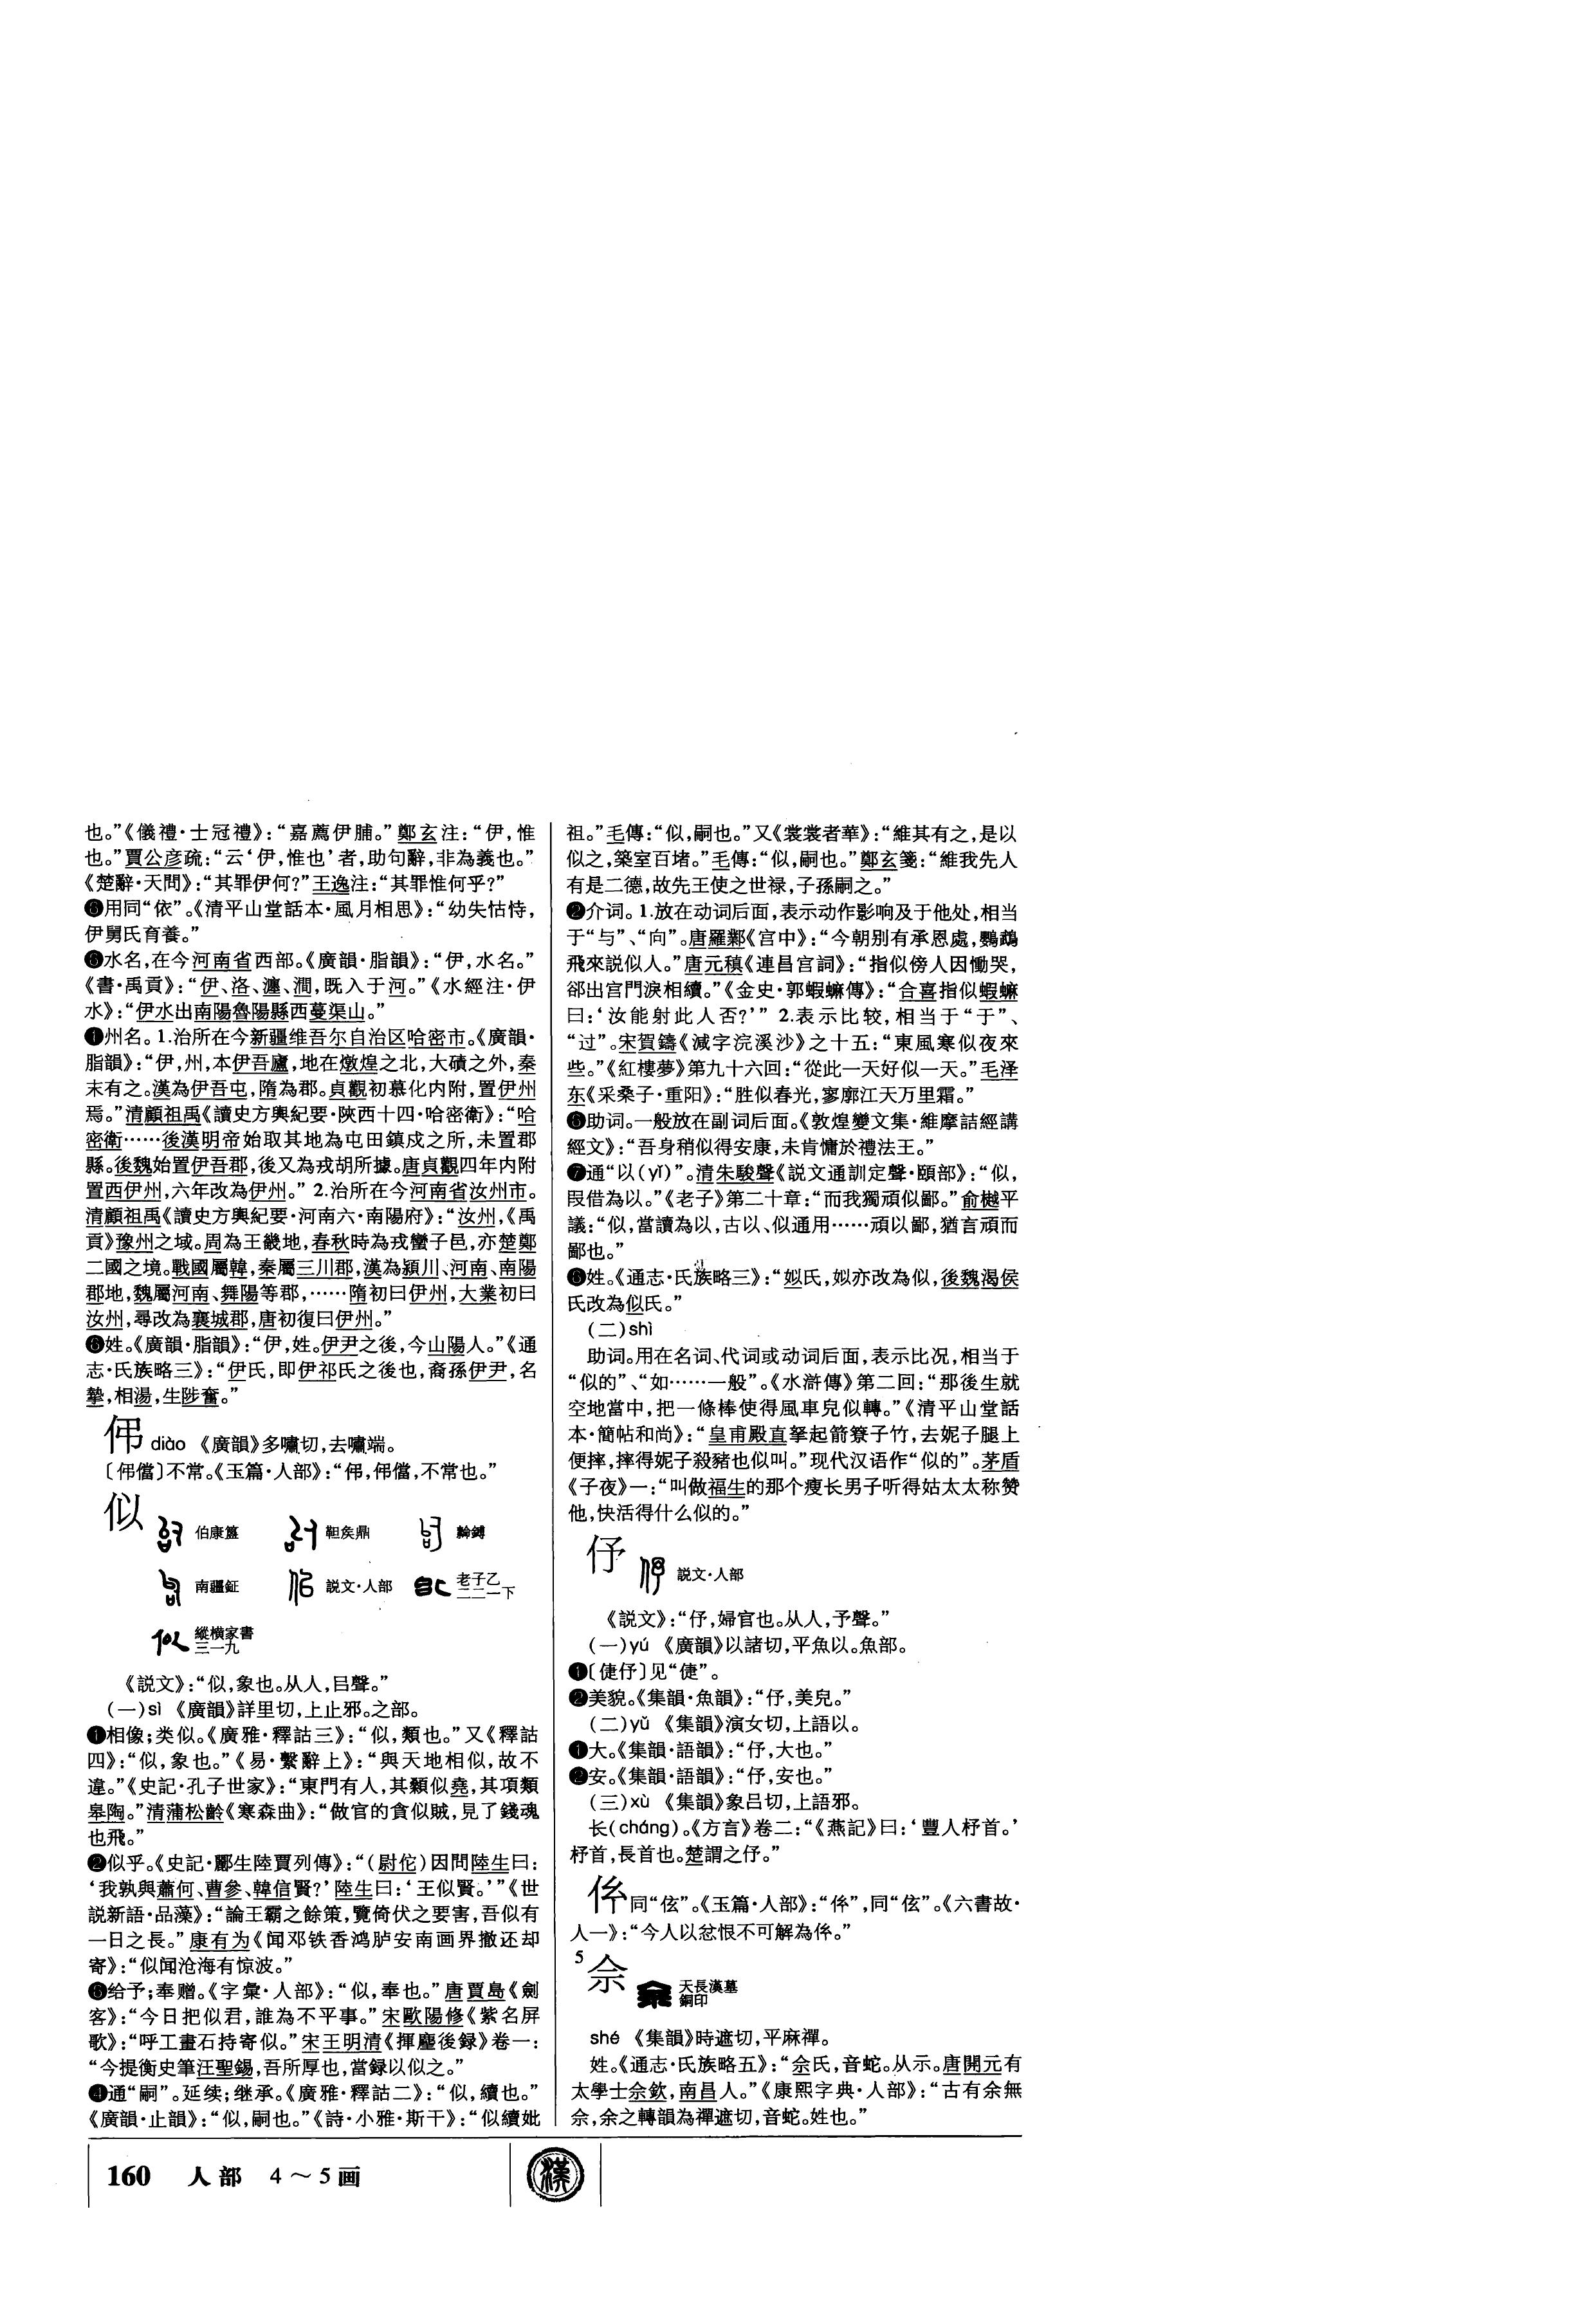 也。”《儀禮·士冠禮》：“嘉薦伊脯。”鄭玄注：“伊，惟
也。”賈公彦疏：“云‘伊，惟也’者，助句辭，非為義也。”
《楚辭·天問》：“其罪伊何？”王逸注：“其罪惟何乎？”
❺用同“依”。《清平山堂話本·風月相思》：“幼失怙恃，
伊舅氏育養。”
❻水名，在今河南省西部。《廣韻·脂韻》：“伊，水名。”
《書·禹貢》：“伊、洛、瀍、澗，既入于河。”《水經注·伊
水》：“伊水出南陽魯陽縣西蔓渠山。”
❼州名。1.治所在今新疆维吾尔自治区哈密市。《廣韻·
脂韻》：“伊，州，本伊吾廬，地在燉煌之北，大磧之外，秦
末有之。漢為伊吾屯，隋為郡。貞觀初慕化内附，置伊州
焉。”清顧祖禹《讀史方輿紀要·陝西十四·哈密衛》：“哈
密衛……後漢明帝始取其地為屯田鎮戍之所，未置郡
縣。後魏始置伊吾郡，後又為戎胡所據。唐貞觀四年内附
置西伊州，六年改為伊州。” 2.治所在今河南省汝州市。
清顧祖禹《讀史方輿紀要·河南六·南陽府》：“汝州，《禹
貢》豫州之域。周為王畿地，春秋時為戎蠻子邑，亦楚鄭
二國之境。戰國屬韓，秦屬三川郡，漢為潁川、河南、南陽
郡地，魏屬河南、舞陽等郡，……隋初曰伊州，大業初曰
汝州，尋改為襄城郡，唐初復曰伊州。”
❽姓。《廣韻·脂韻》：“伊，姓。伊尹之後，今山陽人。”《通
志·氏族略三》：“伊氏，即伊祁氏之後也，裔孫伊尹，名
摯，相湯，生陟奮。”
伄 diào 《廣韻》多嘯切，去嘯端。
〔伄儅〕不常。《玉篇·人部》：“伄，伄儅，不常也。”
似 伯康簋 靼矦鼎 𦅫鎛
南疆鉦 説文·人部 老子乙二二一下
縱横家書三一九
《説文》：“似，象也。从人，㠯聲。”
(一)sì 《廣韻》詳里切，上止邪。之部。
❶相像；类似。《廣雅·釋詁三》：“似，類也。”又《釋詁
四》：“似，象也。”《易·繫辭上》：“與天地相似，故不
違。”《史記·孔子世家》：“東門有人，其顙似堯，其項類
皋陶。”清蒲松齡《寒森曲》：“做官的貪似賊，見了錢魂
也飛。”
❷似乎。《史記·酈生陸賈列傳》：“(尉佗)因問陸生曰：
‘我孰與蕭何、曹參、韓信賢？’陸生曰：‘王似賢。’”《世
説新語·品藻》：“論王霸之餘策，覽倚伏之要害，吾似有
一日之長。”康有为《闻邓铁香鸿胪安南画界撤还却
寄》：“似闻沧海有惊波。”
❸给予；奉赠。《字彙·人部》：“似，奉也。”唐賈島《劍
客》：“今日把似君，誰為不平事。”宋歐陽修《紫名屏
歌》：“呼工畫石持寄似。”宋王明清《揮麈後録》卷一：
“今提衡史筆汪聖錫，吾所厚也，當録以似之。”
❹通“嗣”。延续；继承。《廣雅·釋詁二》：“似，續也。”
《廣韻·止韻》：“似，嗣也。”《詩·小雅·斯干》：“似續妣
祖。”毛傳：“似，嗣也。”又《裳裳者華》：“維其有之，是以
似之，築室百堵。”毛傳：“似，嗣也。”鄭玄箋：“維我先人
有是二德，故先王使之世禄，子孫嗣之。”
❺介词。1.放在动词后面，表示动作影响及于他处，相当
于“与”、“向”。唐羅鄴《宫中》：“今朝别有承恩處，鸚鵡
飛來説似人。”唐元稹《連昌宫詞》：“指似傍人因慟哭，
郤出宫門淚相續。”《金史·郭蝦蟆傳》：“合喜指似蝦蟆
曰：‘汝能射此人否？’” 2.表示比较，相当于“于”、
“过”。宋賀鑄《減字浣溪沙》之十五：“東風寒似夜來
些。”《紅樓夢》第九十六回：“從此一天好似一天。”毛泽
东《采桑子·重阳》：“胜似春光，寥廓江天万里霜。”
❻助词。一般放在副词后面。《敦煌變文集·維摩詰經講
經文》：“吾身稍似得安康，未肯慵於禮法王。”
❼通“以(yǐ)”。清朱駿聲《説文通訓定聲·頤部》：“似，
叚借為以。”《老子》第二十章：“而我獨頑似鄙。”俞樾平
議：“似，當讀為以，古以、似通用……頑以鄙，猶言頑而
鄙也。”
❽姓。《通志·氏族略三》：“姒氏，姒亦改為似，後魏渴侯
氏改為似氏。”
(二)shì
助词。用在名词、代词或动词后面，表示比况，相当于
“似的”、“如……一般”。《水滸傳》第二回：“那後生就
空地當中，把一條棒使得風車兒似轉。”《清平山堂話
本·簡帖和尚》：“皇甫殿直拏起箭簝子竹，去妮子腿上
便摔，摔得妮子殺豬也似叫。”现代汉语作“似的”。茅盾
《子夜》一：“叫做福生的那个瘦长男子听得姑太太称赞
他，快活得什么似的。”
伃 説文·人部
《説文》：“伃，婦官也。从人，予聲。”
(一)yú 《廣韻》以諸切，平魚以。魚部。
❶〔倢伃〕见“倢”。
❷美貌。《集韻·魚韻》：“伃，美皃。”
(二)yǔ 《集韻》演女切，上語以。
❶大。《集韻·語韻》：“伃，大也。”
❷安。《集韻·語韻》：“伃，安也。”
(三)xù 《集韻》象吕切，上語邪。
长(cháng)。《方言》卷二：“《燕記》曰：‘豐人杼首。’
杼首，長首也。楚謂之伃。”
㐸同“伭”。《玉篇·人部》：“㐸”，同“伭”。《六書故·
人一》：“今人以忿恨不可解為㐸。”
5
佘 天長漢墓銅印
shé 《集韻》時遮切，平麻禪。
姓。《通志·氏族略五》：“佘氏，音蛇。从示。唐開元有
太學士佘欽，南昌人。”《康熙字典·人部》：“古有余無
佘，余之轉韻為禪遮切，音蛇。姓也。”
160 人部 4～5画
漢